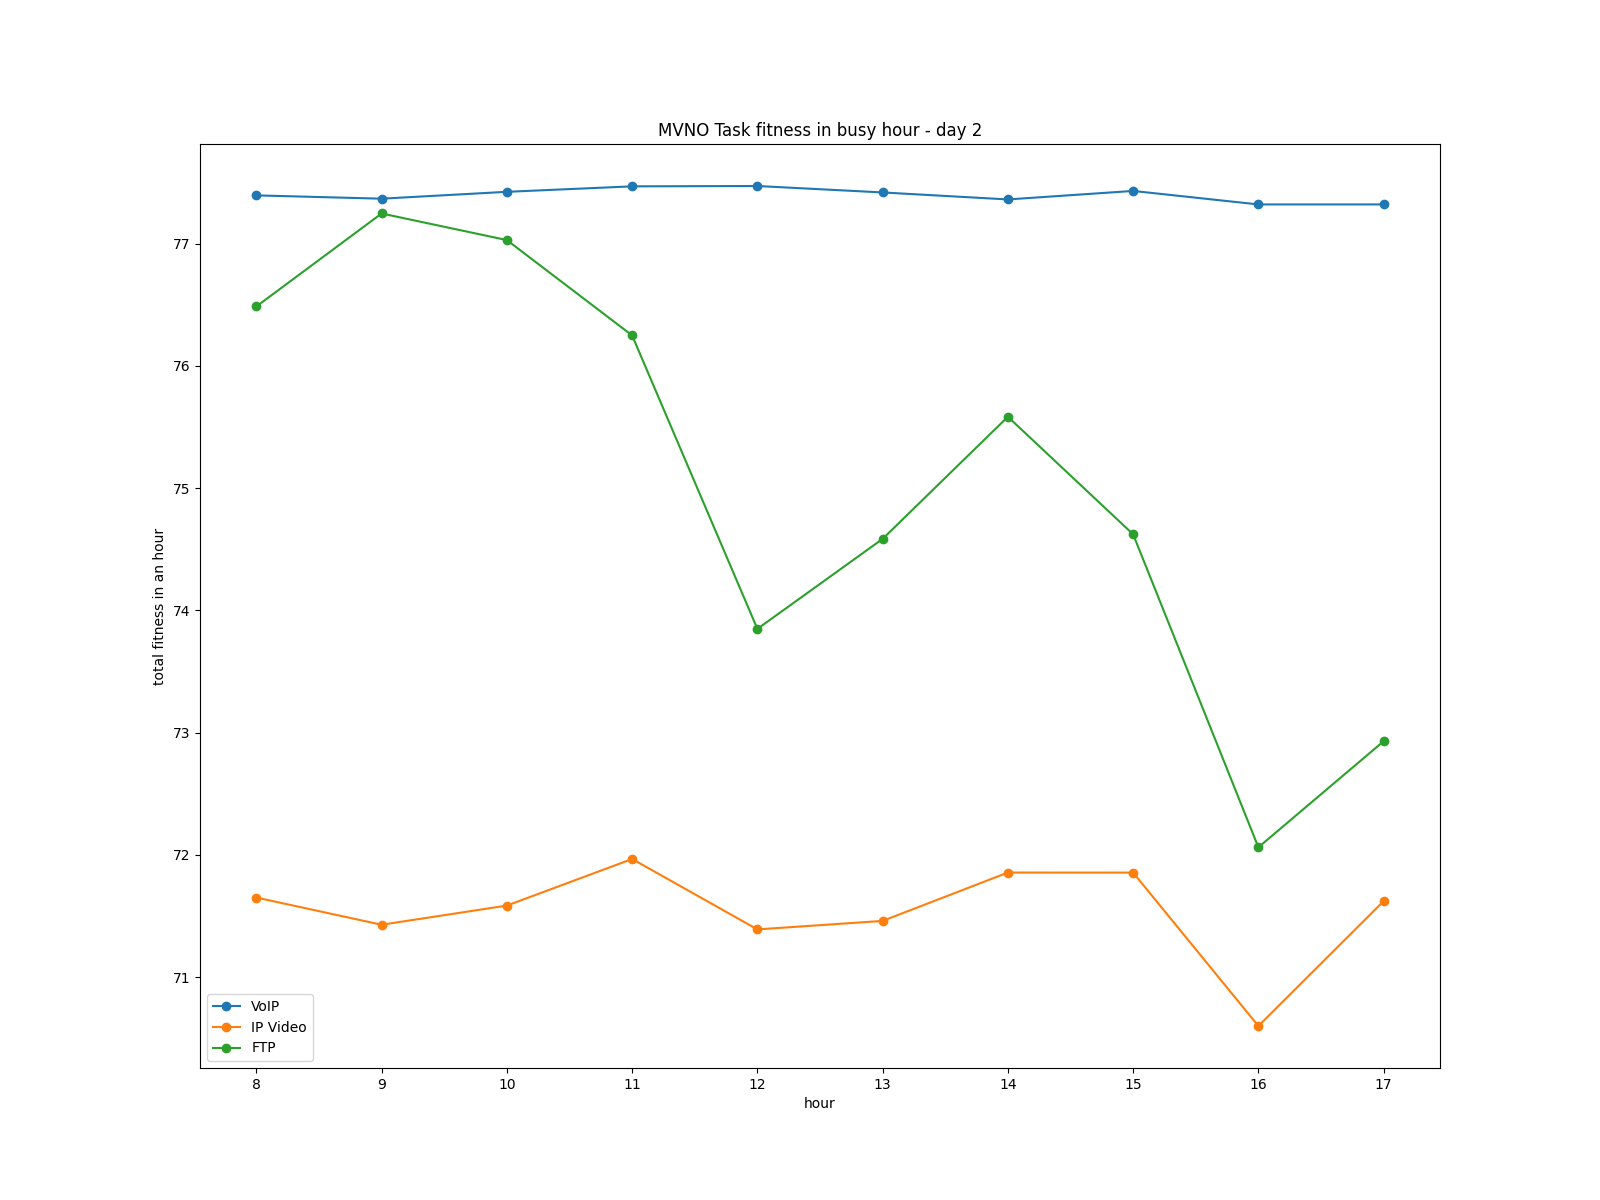 MVNO Task fitness in busy hour - day 2
total fitness in an hour
77
76
75
74
73
72
71
VoIP
IP Video
FTP
8 9 10 11 12 13 14 15 16 17
hour